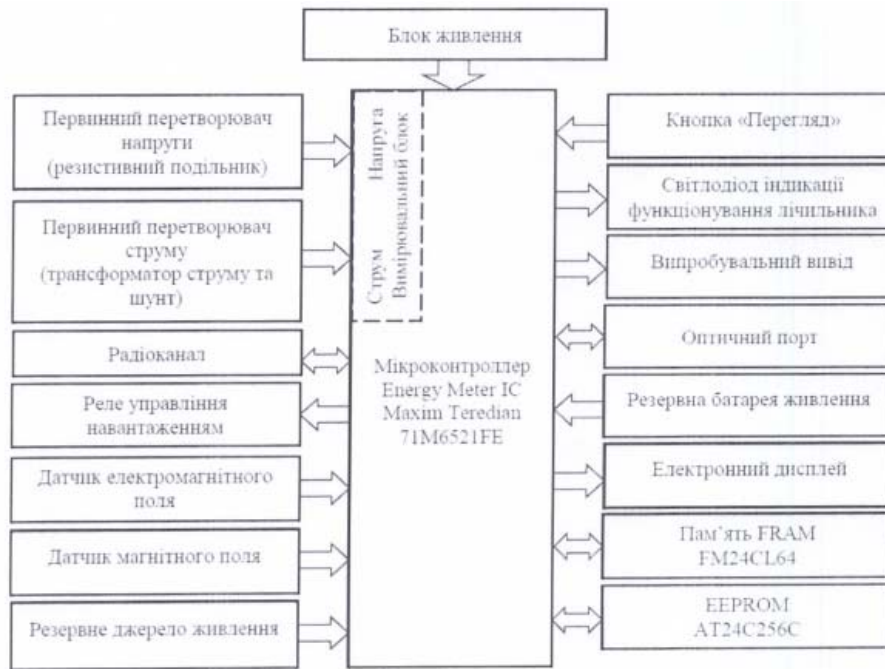 Блок живлення
Первинний перетворювач
напруги
(резистивний подільник)
Первинний перетворювач
струму
(трансформатор струму та
шунт)
Радіоканал
Реле управління
навантаженням
Датчик електромагнітного
поля
Датчик магнітного поля
Резервне джерело живлення
Струм Напруга
Вимірювальний блок
Мікроконтроллер
Energy Meter IC
Maxim Teredian
71M6521FE
Кнопка «Перегляд»
Світлодіод індикації
функціонування лічильника
Випробувальний вивід
Оптичний порт
Резервна батарея живлення
Електронний дисплей
Пам’ять FRAM
FM24CL64
EEPROM
AT24C256C